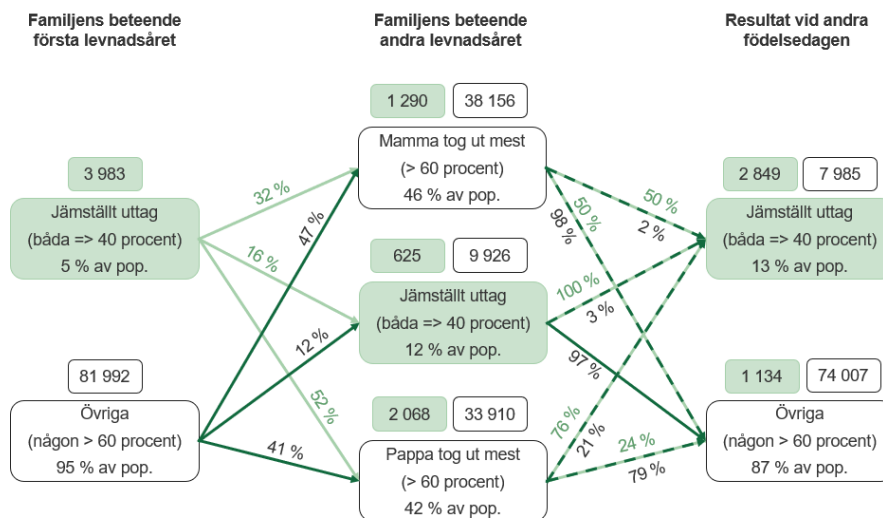 Familjens beteende
första levnadsåret
Familjens beteende
andra levnadsåret
Resultat vid andra
födelsedagen
3 983
Jämställt uttag
(båda => 40 procent)
5 % av pop.
81 992
Övriga
(någon > 60 procent)
95 % av pop.
32 %
47 %
16 %
12 %
52 %
41 %
1 290
38 156
Mamma tog ut mest
(> 60 procent)
46 % av pop.
625
9 926
Jämställt uttag
(båda => 40 procent)
12 % av pop.
2 068
33 910
Pappa tog ut mest
(> 60 procent)
42 % av pop.
50 %
2 %
50 %
98 %
100 %
3 %
97 %
76 %
21 %
24 %
79 %
2 849
7 985
Jämställt uttag
(båda => 40 procent)
13 % av pop.
1 134
74 007
Övriga
(någon > 60 procent)
87 % av pop.